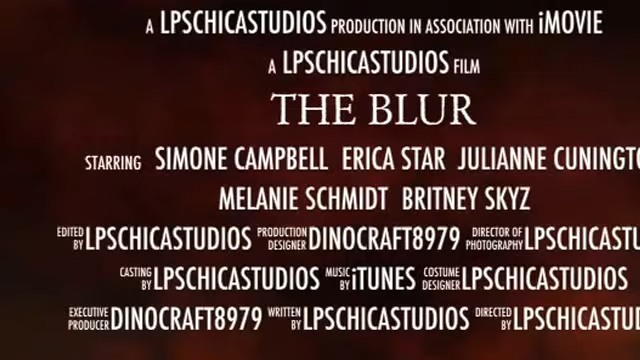 A LPSCHICASTUDIOS PRODUCTION IN ASSOCIATION WITH iMOVIE
A LPSCHICASTUDIOS FILM
THE BLUR
STARRING SIMONE CAMPBELL ERICA STAR JULIANNE CUNINGTO
MELANIE SCHMIDT BRITNEY SKYZ
EDITED BY LPSCHICASTUDIOS PRODUCTION DESIGNER DINOCRAFT8979 DIRECTOR OF PHOTOGRAPHY LPSCHICASTU
CASTING BY LPSCHICASTUDIOS MUSIC BY iTUNES COSTUME DESIGNER LPSCHICASTUDIOS
EXECUTIVE PRODUCER DINOCRAFT8979 WRITTEN BY LPSCHICASTUDIOS DIRECTED BY LPSCHICASTUD